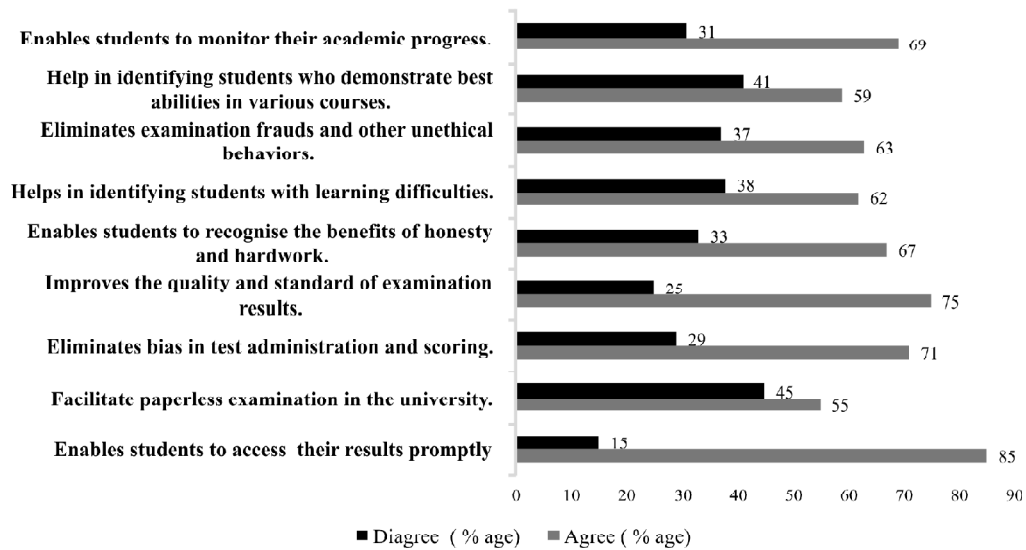 Enables students to monitor their academic progress.
31
69
Help in identifying students who demonstrate best
abilities in various courses.
41
59
Eliminates examination frauds and other unethical
behaviors.
37
63
Helps in identifying students with learning difficulties.
38
62
Enables students to recognise the benefits of honesty
and hardwork.
33
67
Improves the quality and standard of examination
results.
25
75
Eliminates bias in test administration and scoring.
29
71
Facilitate paperless examination in the university.
45
55
Enables students to access their results promptly
15
85
0 10 20 30 40 50 60 70 80 90
Diagree ( % age) Agree ( % age)